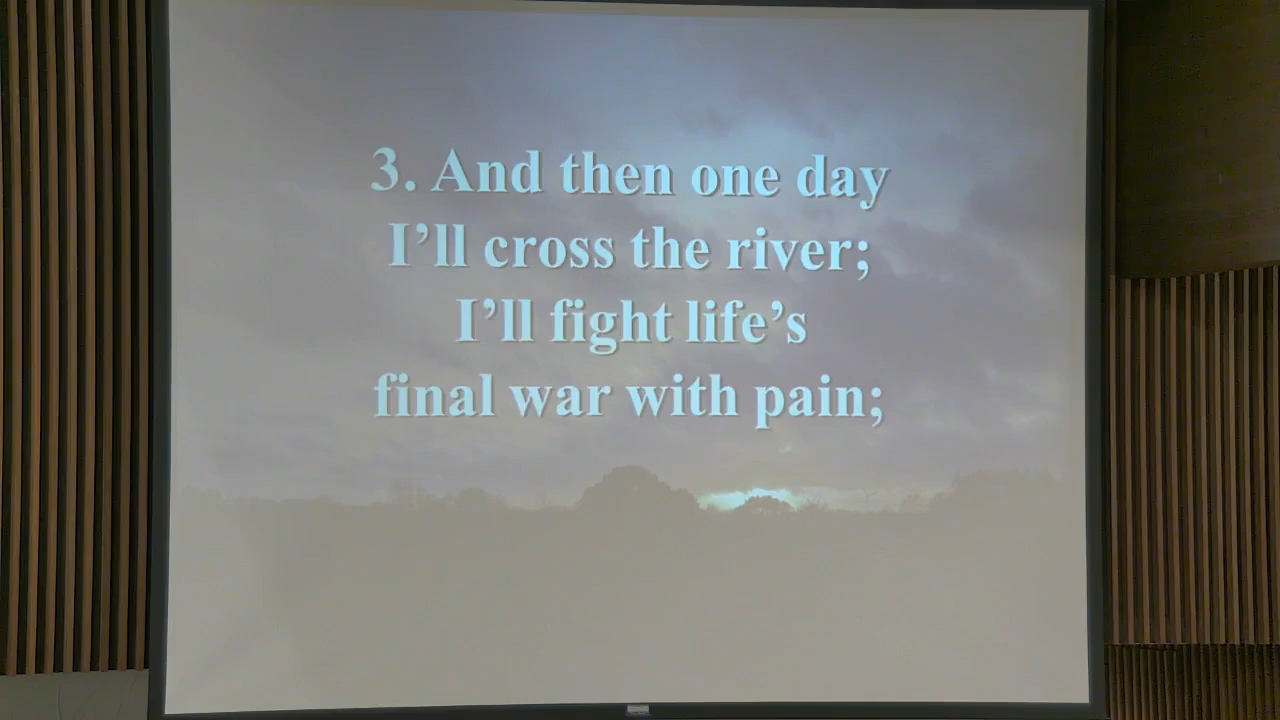 3. And then one day
I’ll cross the river;
I’ll fight life’s
final war with pain;